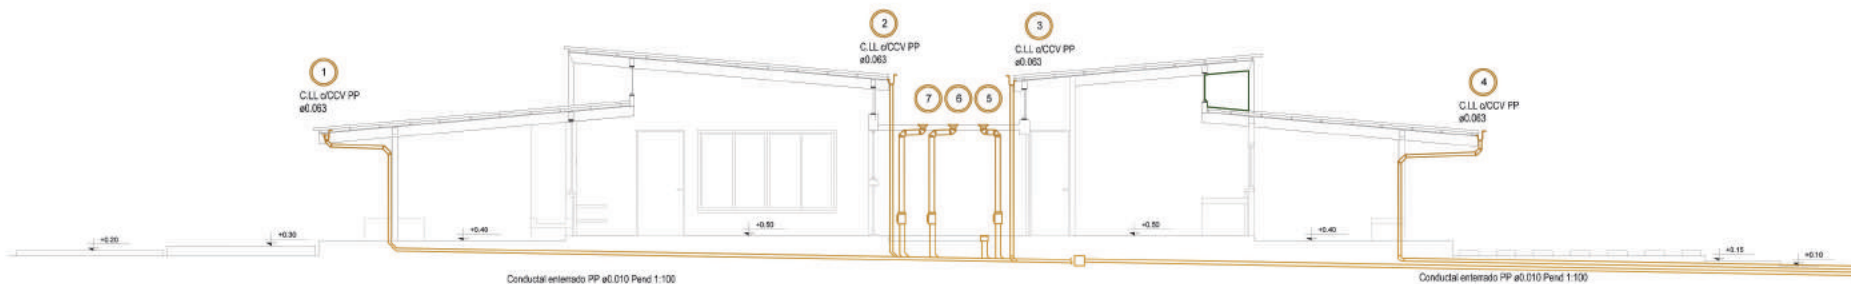 1
C.LL c/CCV PP
ø0.063
2
C.LL c/CCV PP
ø0.063
3
C.LL c/CCV PP
ø0.063
4
C.LL c/CCV PP
ø0.063
7 6 5
+0.20
+0.30
+0.40
+0.50
+0.50
+0.40
+0.15
+0.10
Conductal enterrado PP ø0.010 Pend 1:100
Conductal enterrado PP ø0.010 Pend 1:100